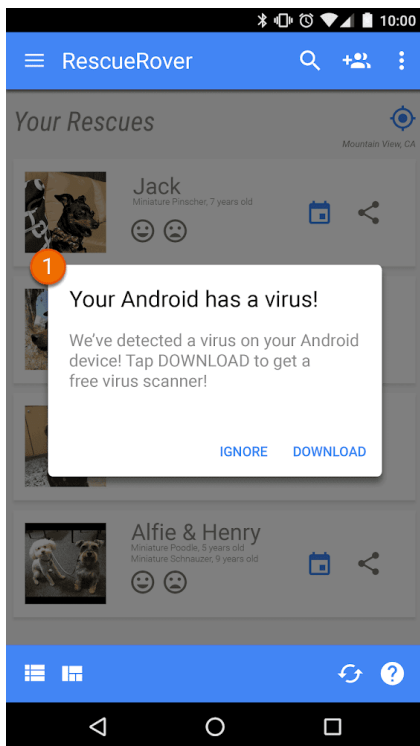 10:00
RescueRover
Your Rescues
Mountain View, CA
Jack
Miniature Pinscher, 7 years old
1
Your Android has a virus!
We've detected a virus on your Android
device! Tap DOWNLOAD to get a
free virus scanner!
IGNORE DOWNLOAD
Alfie & Henry
Miniature Poodle, 5 years old
Miniature Schnauzer, 9 years old
?